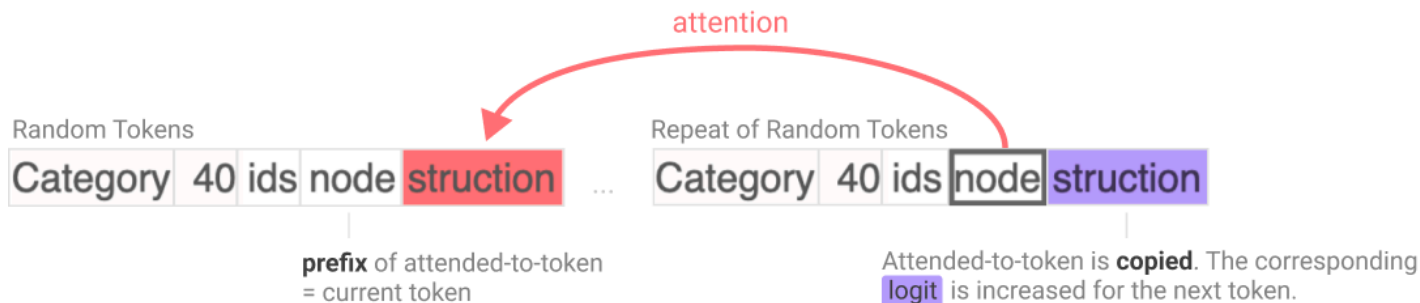 attention
Random Tokens
Repeat of Random Tokens
Category 40 ids node struction ... Category 40 ids node struction
prefix of attended-to-token
= current token
Attended-to-token is copied. The corresponding
logit is increased for the next token.